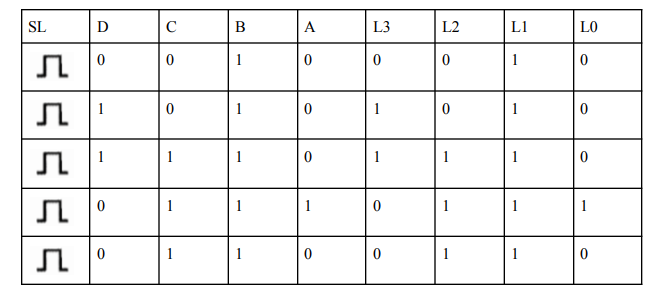 SL D C B A L3 L2 L1 L0
0 0 1 0 0 0 1 0
1 0 1 0 1 0 1 0
1 1 1 0 1 1 1 0
0 1 1 1 0 1 1 1
0 1 1 0 0 1 1 0